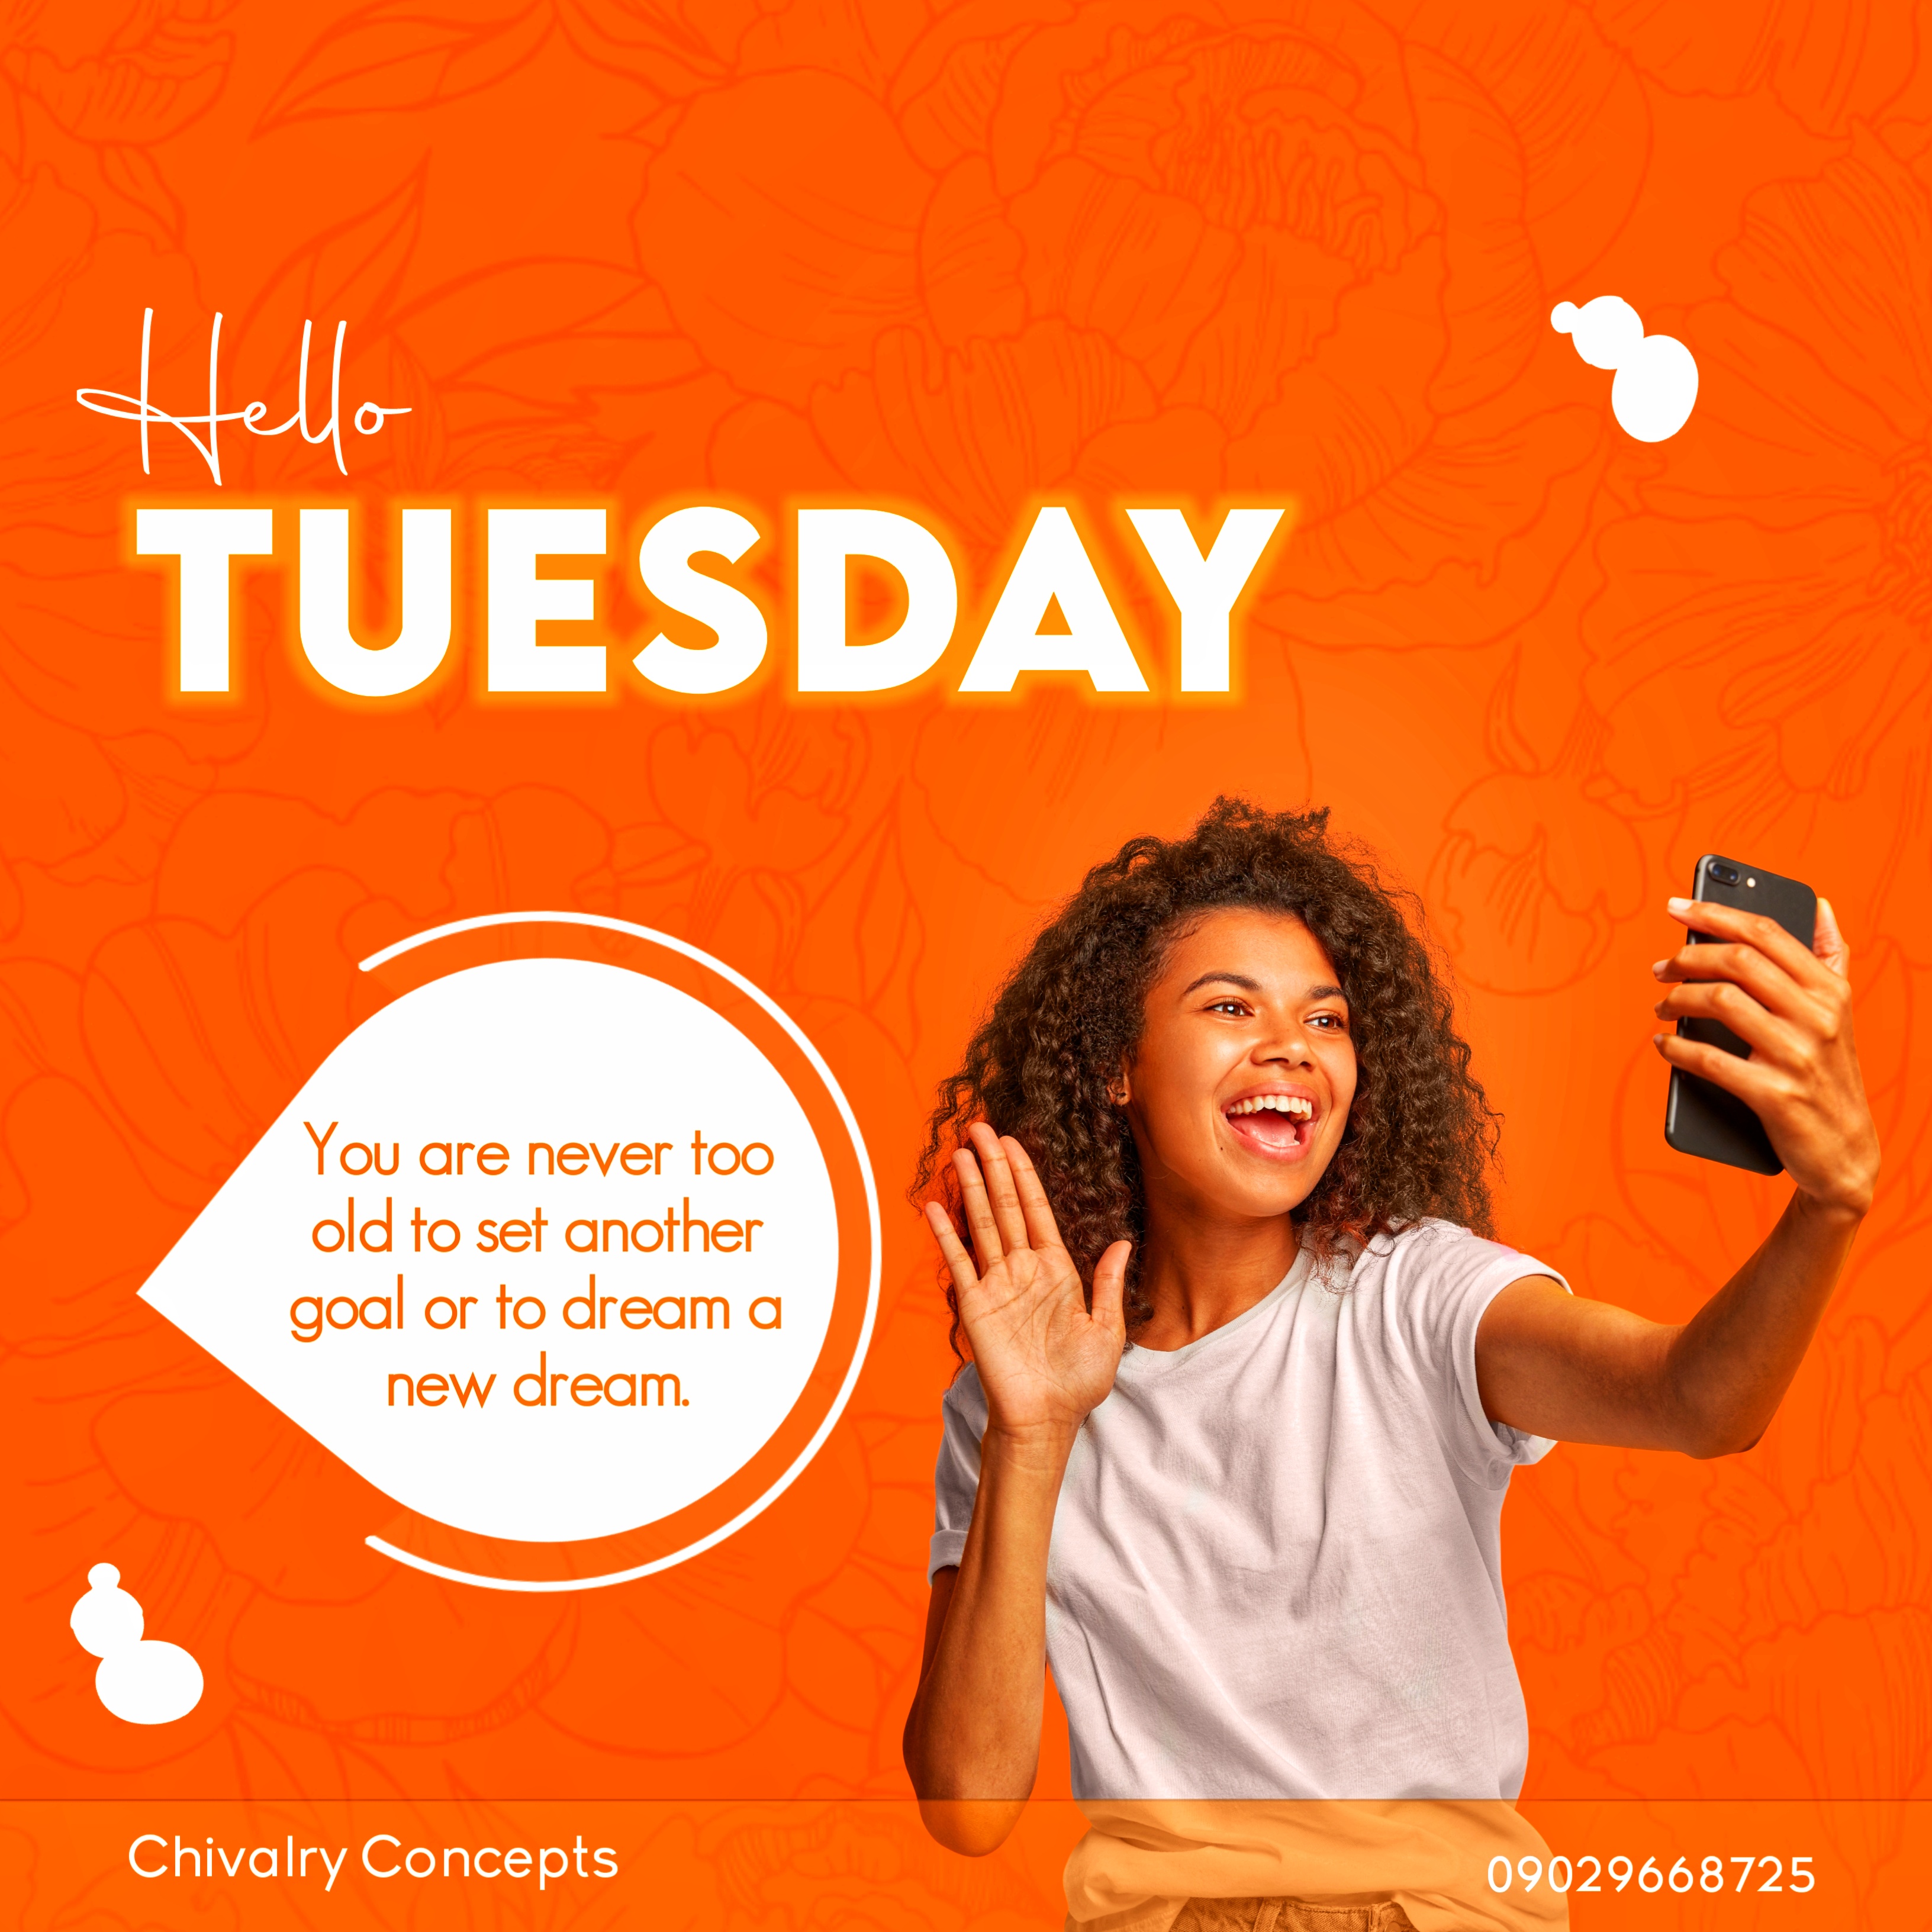 Hello
TUESDAY
You are never too
old to set another
goal or to dream a
new dream.
Chivalry Concepts
09029668725